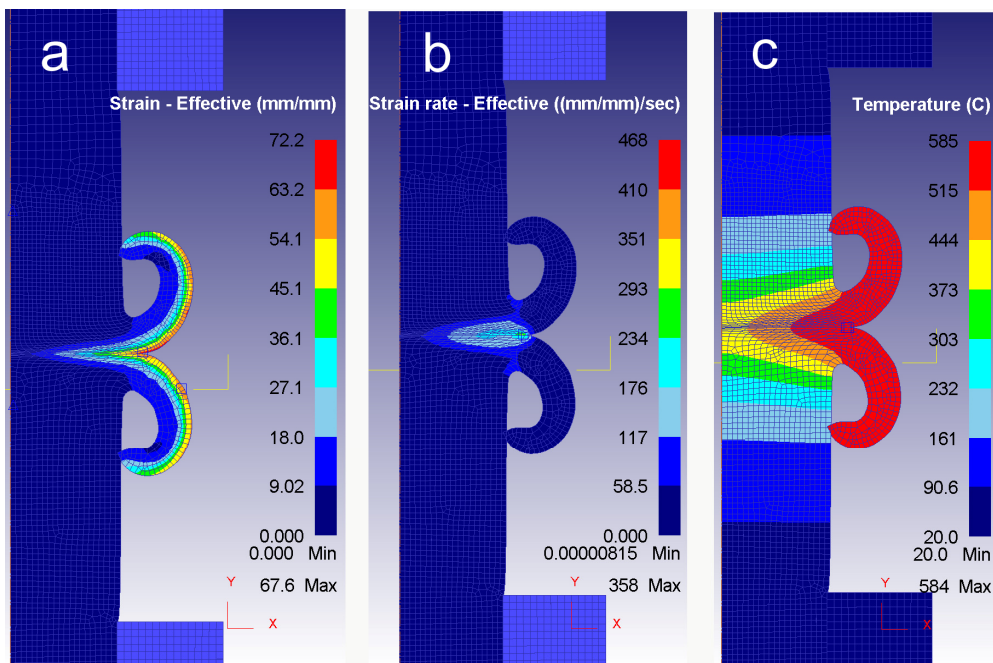 a
Strain - Effective (mm/mm)
72.2
63.2
54.1
45.1
36.1
27.1
18.0
9.02
0.000
0.000 Min
67.6 Max
Y
X
b
Strain rate - Effective ((mm/mm)/sec)
468
410
351
293
234
176
117
58.5
0.000
0.00000815 Min
358 Max
Y
X
c
Temperature (C)
585
515
444
373
303
232
161
90.6
20.0
20.0 Min
584 Max
Y
X